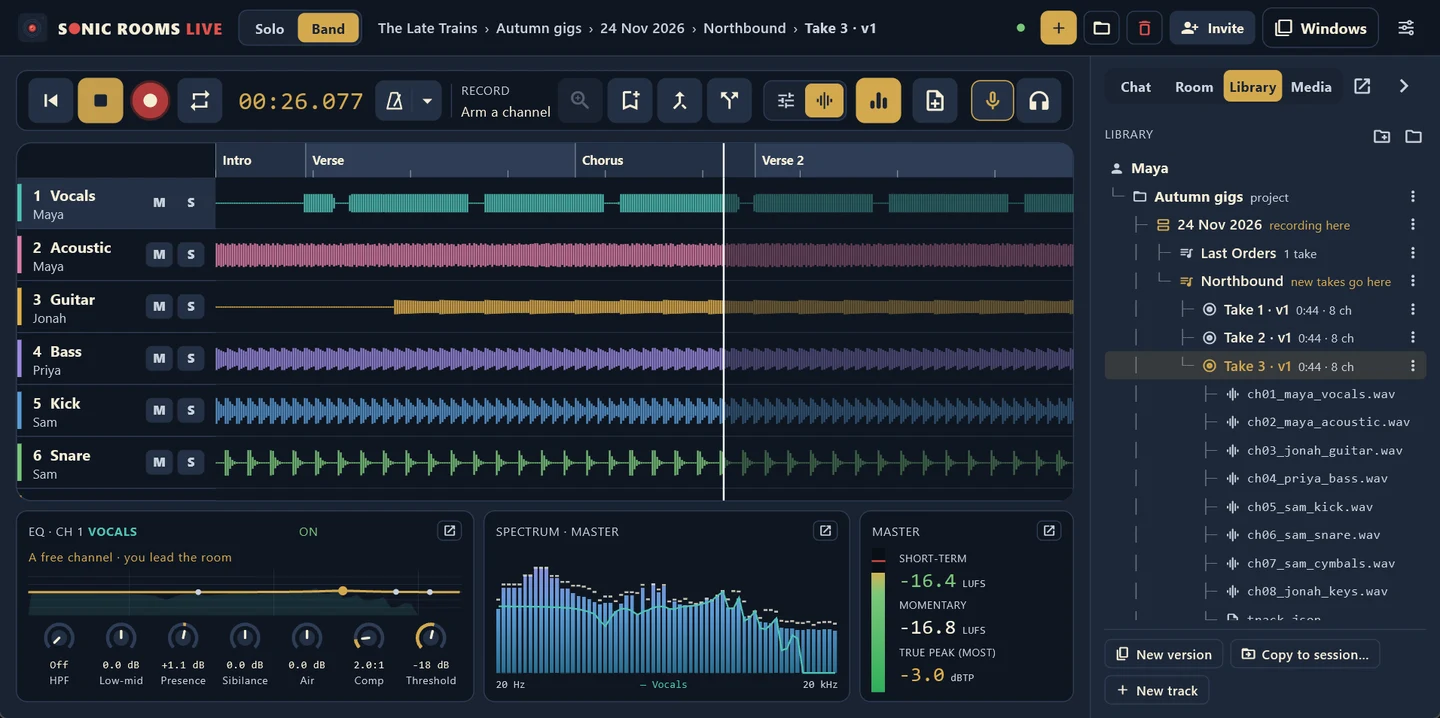 SONIC ROOMS LIVE
Solo
Band
The Late Trains › Autumn gigs › 24 Nov 2026 › Northbound › Take 3 · v1
Invite
Windows
00:26.077
RECORD
Arm a channel
Chat
Room
Library
Media
LIBRARY
Maya
Autumn gigs project
24 Nov 2026 recording here
Last Orders 1 take
Northbound new takes go here
Take 1 · v1 0:44 · 8 ch
Take 2 · v1 0:44 · 8 ch
Take 3 · v1 0:44 · 8 ch
ch01_maya_vocals.wav
ch02_maya_acoustic.wav
ch03_jonah_guitar.wav
ch04_priya_bass.wav
ch05_sam_kick.wav
ch06_sam_snare.wav
ch07_sam_cymbals.wav
ch08_jonah_keys.wav
track.json
New version
Copy to session...
+ New track
Intro
Verse
Chorus
Verse 2
1 Vocals
Maya
M S
2 Acoustic
Maya
M S
3 Guitar
Jonah
M S
4 Bass
Priya
M S
5 Kick
Sam
M S
6 Snare
Sam
M S
EQ · CH 1 VOCALS
ON
A free channel · you lead the room
Off
HPF
0.0 dB
Low-mid
+1.1 dB
Presence
0.0 dB
Sibilance
0.0 dB
Air
2.0:1
Comp
-18 dB
Threshold
SPECTRUM · MASTER
20 Hz
— Vocals
20 kHz
MASTER
SHORT-TERM
-16.4 LUFS
MOMENTARY
-16.8 LUFS
TRUE PEAK (MOST)
-3.0 dBTP